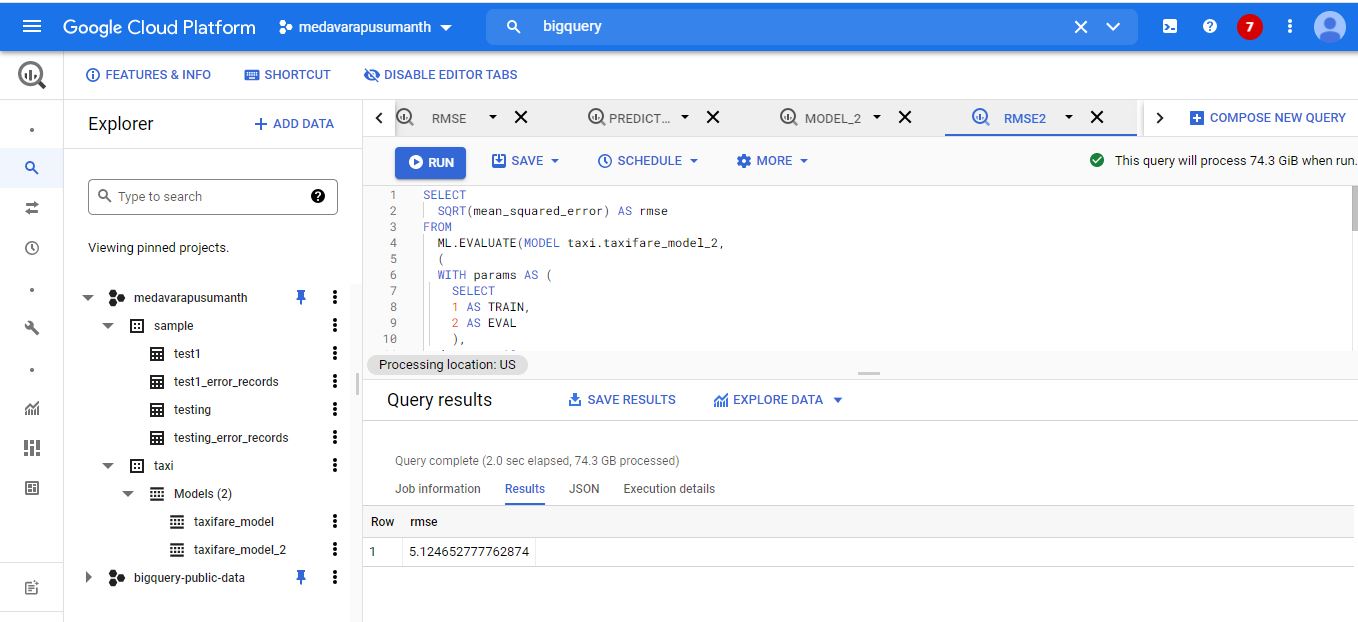 Google Cloud Platform medavarapusumanth bigquery 7
FEATURES & INFO SHORTCUT DISABLE EDITOR TABS
Explorer + ADD DATA
RMSE PREDICT... MODEL_2 RMSE2 COMPOSE NEW QUERY
RUN SAVE SCHEDULE MORE This query will process 74.3 GiB when run.
Type to search
Viewing pinned projects.
medavarapusumanth
sample
test1
test1_error_records
testing
testing_error_records
taxi
Models (2)
taxifare_model
taxifare_model_2
bigquery-public-data
1 SELECT
2 SQRT(mean_squared_error) AS rmse
3 FROM
4 ML.EVALUATE(MODEL taxi.taxifare_model_2,
5 (
6 WITH params AS (
7 SELECT
8 1 AS TRAIN,
9 2 AS EVAL
10 ),
Processing location: US
Query results SAVE RESULTS EXPLORE DATA
Query complete (2.0 sec elapsed, 74.3 GB processed)
Job information Results JSON Execution details
Row rmse
1 5.124652777762874